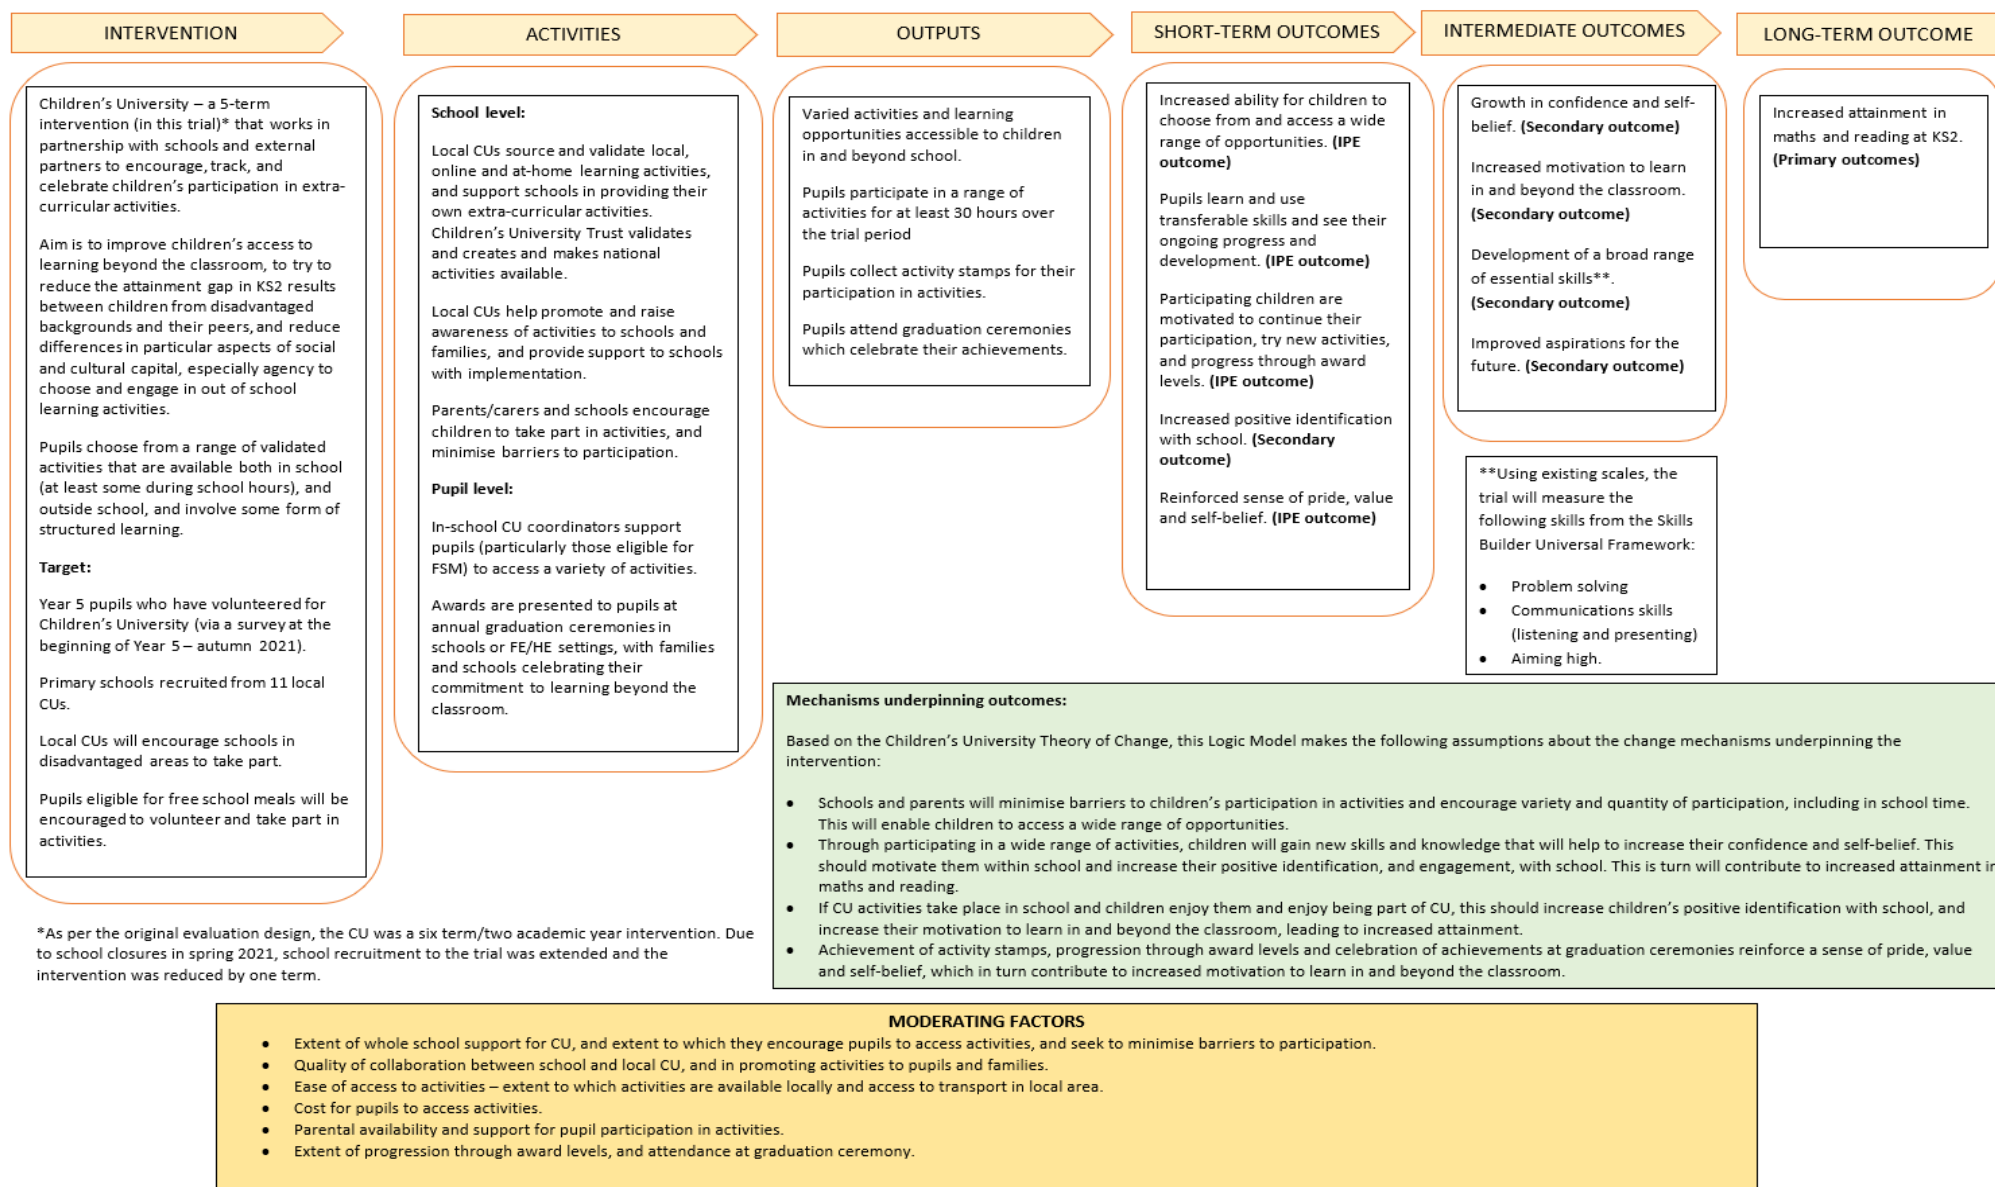 INTERVENTION
Children's University – a 5-term
intervention (in this trial)* that works in
partnership with schools and external
partners to encourage, track, and
celebrate children's participation in extra-
curricular activities.
Aim is to improve children's access to
learning beyond the classroom, to try to
reduce the attainment gap in KS2 results
between children from disadvantaged
backgrounds and their peers, and reduce
differences in particular aspects of social
and cultural capital, especially agency to
choose and engage in out of school
learning activities.
Pupils choose from a range of validated
activities that are available both in school
(at least some during school hours), and
outside school, and involve some form of
structured learning.
Target:
Year 5 pupils who have volunteered for
Children's University (via a survey at the
beginning of Year 5 – autumn 2021).
Primary schools recruited from 11 local
CUs.
Local CUs will encourage schools in
disadvantaged areas to take part.
Pupils eligible for free school meals will be
encouraged to volunteer and take part in
activities.
*As per the original evaluation design, the CU was a six term/two academic year intervention. Due
to school closures in spring 2021, school recruitment to the trial was extended and the
intervention was reduced by one term.
ACTIVITIES
School level:
Local CUs source and validate local,
online and at-home learning activities,
and support schools in providing their
own extra-curricular activities.
Children's University Trust validates
and creates and makes national
activities available.
Local CUs help promote and raise
awareness of activities to schools and
families, and provide support to schools
with implementation.
Parents/carers and schools encourage
children to take part in activities, and
minimise barriers to participation.
Pupil level:
In-school CU coordinators support
pupils (particularly those eligible for
FSM) to access a variety of activities.
Awards are presented to pupils at
annual graduation ceremonies in
schools or FE/HE settings, with families
and schools celebrating their
commitment to learning beyond the
classroom.
OUTPUTS
Varied activities and learning
opportunities accessible to children
in and beyond school.
Pupils participate in a range of
activities for at least 30 hours over
the trial period
Pupils collect activity stamps for their
participation in activities.
Pupils attend graduation ceremonies
which celebrate their achievements.
SHORT-TERM OUTCOMES
Increased ability for children to
choose from and access a wide
range of opportunities. (IPE
outcome)
Pupils learn and use
transferable skills and see their
ongoing progress and
development. (IPE outcome)
Participating children are
motivated to continue their
participation, try new activities,
and progress through award
levels. (IPE outcome)
Increased positive identification
with school. (Secondary
outcome)
Reinforced sense of pride, value
and self-belief. (IPE outcome)
INTERMEDIATE OUTCOMES
Growth in confidence and self-
belief. (Secondary outcome)
Increased motivation to learn
in and beyond the classroom.
(Secondary outcome)
Development of a broad range
of essential skills**.
(Secondary outcome)
Improved aspirations for the
future. (Secondary outcome)
**Using existing scales, the
trial will measure the
following skills from the Skills
Builder Universal Framework:
• Problem solving
• Communications skills
(listening and presenting)
• Aiming high.
LONG-TERM OUTCOME
Increased attainment in
maths and reading at KS2.
(Primary outcomes)
Mechanisms underpinning outcomes:
Based on the Children's University Theory of Change, this Logic Model makes the following assumptions about the change mechanisms underpinning the
intervention:
• Schools and parents will minimise barriers to children's participation in activities and encourage variety and quantity of participation, including in school time.
This will enable children to access a wide range of opportunities.
• Through participating in a wide range of activities, children will gain new skills and knowledge that will help to increase their confidence and self-belief. This
should motivate them within school and increase their positive identification, and engagement, with school. This is turn will contribute to increased attainment in
maths and reading.
• If CU activities take place in school and children enjoy them and enjoy being part of CU, this should increase children's positive identification with school, and
increase their motivation to learn in and beyond the classroom, leading to increased attainment.
• Achievement of activity stamps, progression through award levels and celebration of achievements at graduation ceremonies reinforce a sense of pride, value
and self-belief, which in turn contribute to increased motivation to learn in and beyond the classroom.
MODERATING FACTORS
• Extent of whole school support for CU, and extent to which they encourage pupils to access activities, and seek to minimise barriers to participation.
• Quality of collaboration between school and local CU, and in promoting activities to pupils and families.
• Ease of access to activities – extent to which activities are available locally and access to transport in local area.
• Cost for pupils to access activities.
• Parental availability and support for pupil participation in activities.
• Extent of progression through award levels, and attendance at graduation ceremony.